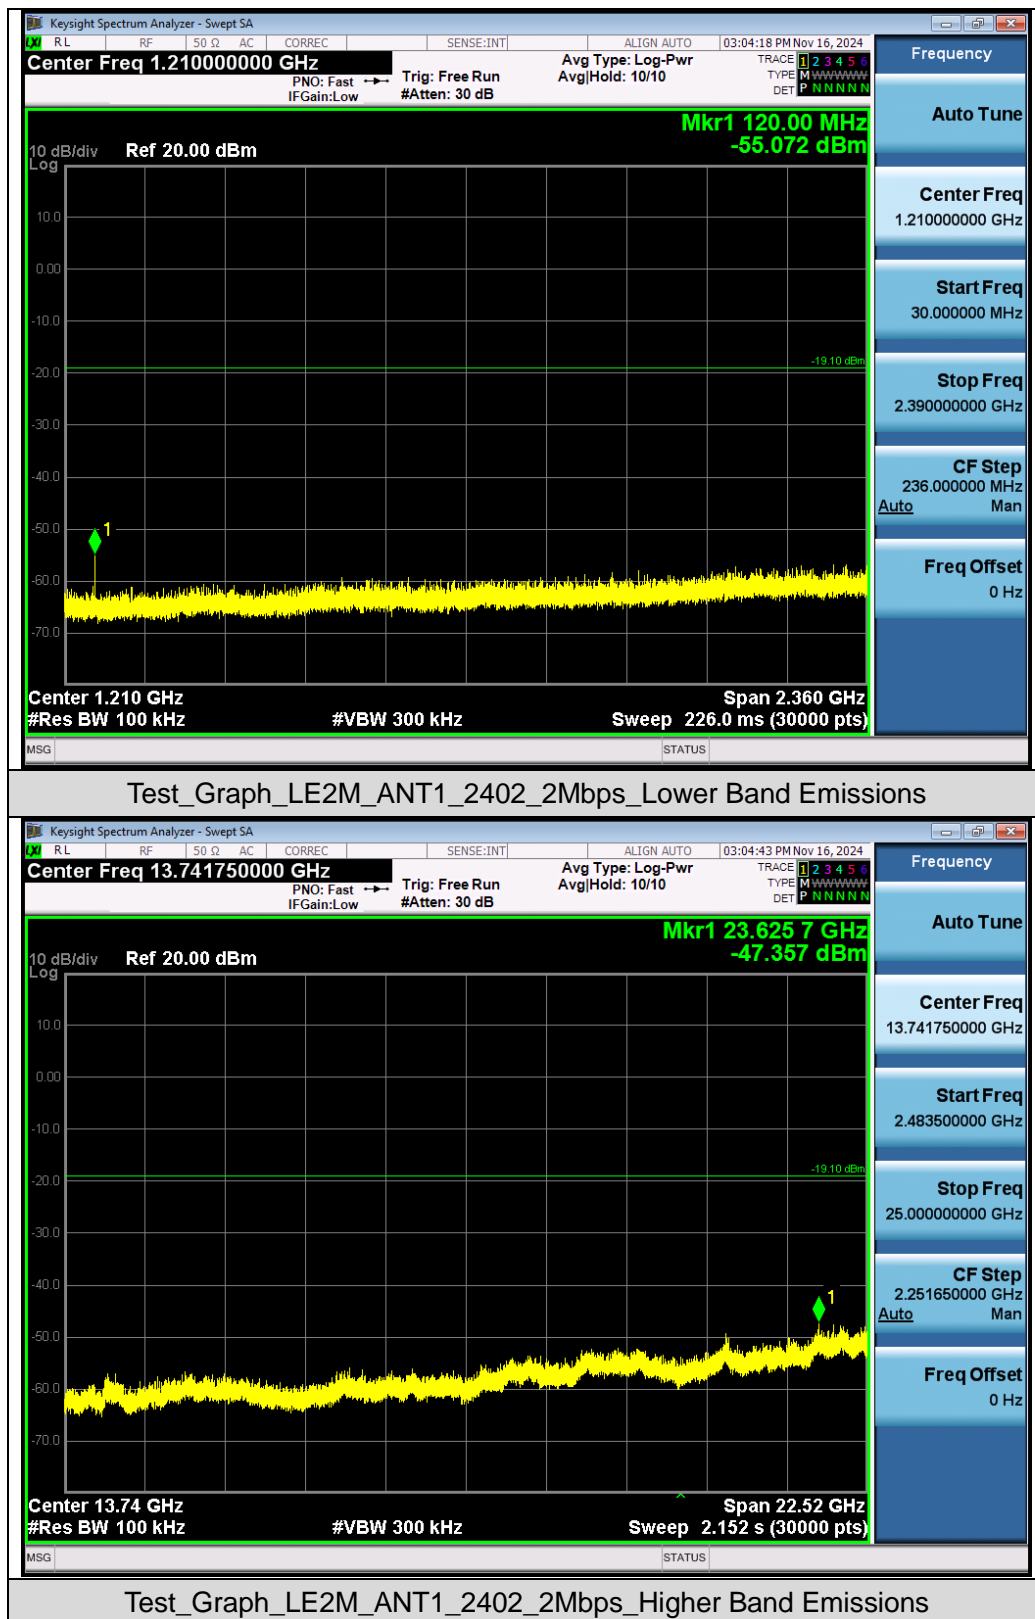 Keysight Spectrum Analyzer - Swept SA
LXI RL RF 50 Ω AC CORREC SENSE:INT ALIGN AUTO 03:04:18 PM Nov 16, 2024
Center Freq 1.210000000 GHz
PNO: Fast
IFGain:Low
Trig: Free Run
#Atten: 30 dB
Avg Type: Log-Pwr
Avg|Hold: 10/10
TRACE 1 2 3 4 5 6
TYPE M WWWWW
DET P N N N N N
Mkr1 120.00 MHz
-55.072 dBm
10 dB/div
Log
Ref 20.00 dBm
10.0
0.00
-10.0
-19.10 dBm
-20.0
-30.0
-40.0
-50.0
1
-60.0
-70.0
Center 1.210 GHz
Span 2.360 GHz
#Res BW 100 kHz
#VBW 300 kHz
Sweep 226.0 ms (30000 pts)
MSG
STATUS
Frequency
Auto Tune
Center Freq
1.210000000 GHz
Start Freq
30.000000 MHz
Stop Freq
2.390000000 GHz
CF Step
236.000000 MHz
Auto Man
Freq Offset
0 Hz
Test_Graph_LE2M_ANT1_2402_2Mbps_Lower Band Emissions
Keysight Spectrum Analyzer - Swept SA
LXI RL RF 50 Ω AC CORREC SENSE:INT ALIGN AUTO 03:04:43 PM Nov 16, 2024
Center Freq 13.741750000 GHz
PNO: Fast
IFGain:Low
Trig: Free Run
#Atten: 30 dB
Avg Type: Log-Pwr
Avg|Hold: 10/10
TRACE 1 2 3 4 5 6
TYPE M WWWWW
DET P N N N N N
Mkr1 23.625 7 GHz
-47.357 dBm
10 dB/div
Log
Ref 20.00 dBm
10.0
0.00
-10.0
-19.10 dBm
-20.0
-30.0
-40.0
1
-50.0
-60.0
-70.0
Center 13.74 GHz
Span 22.52 GHz
#Res BW 100 kHz
#VBW 300 kHz
Sweep 2.152 s (30000 pts)
MSG
STATUS
Frequency
Auto Tune
Center Freq
13.741750000 GHz
Start Freq
2.483500000 GHz
Stop Freq
25.000000000 GHz
CF Step
2.251650000 GHz
Auto Man
Freq Offset
0 Hz
Test_Graph_LE2M_ANT1_2402_2Mbps_Higher Band Emissions